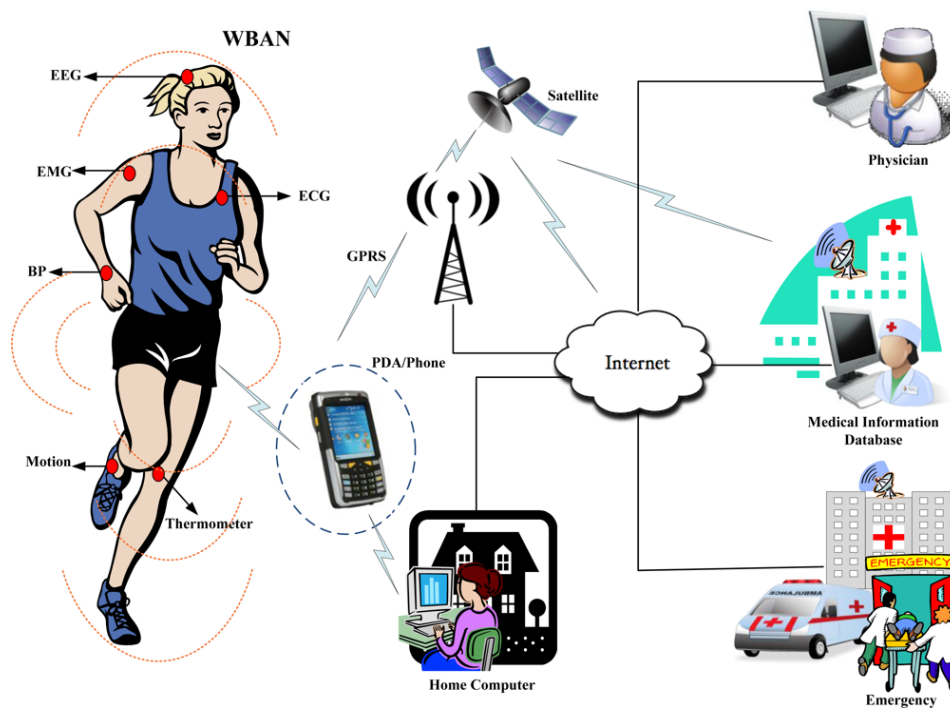 WBAN
EEG
EMG
ECG
BP
Motion
Thermometer
Satellite
GPRS
PDA/Phone
Internet
Home Computer
Physician
Medical Information
Database
EMERGENCY
AMBULANCE
Emergency